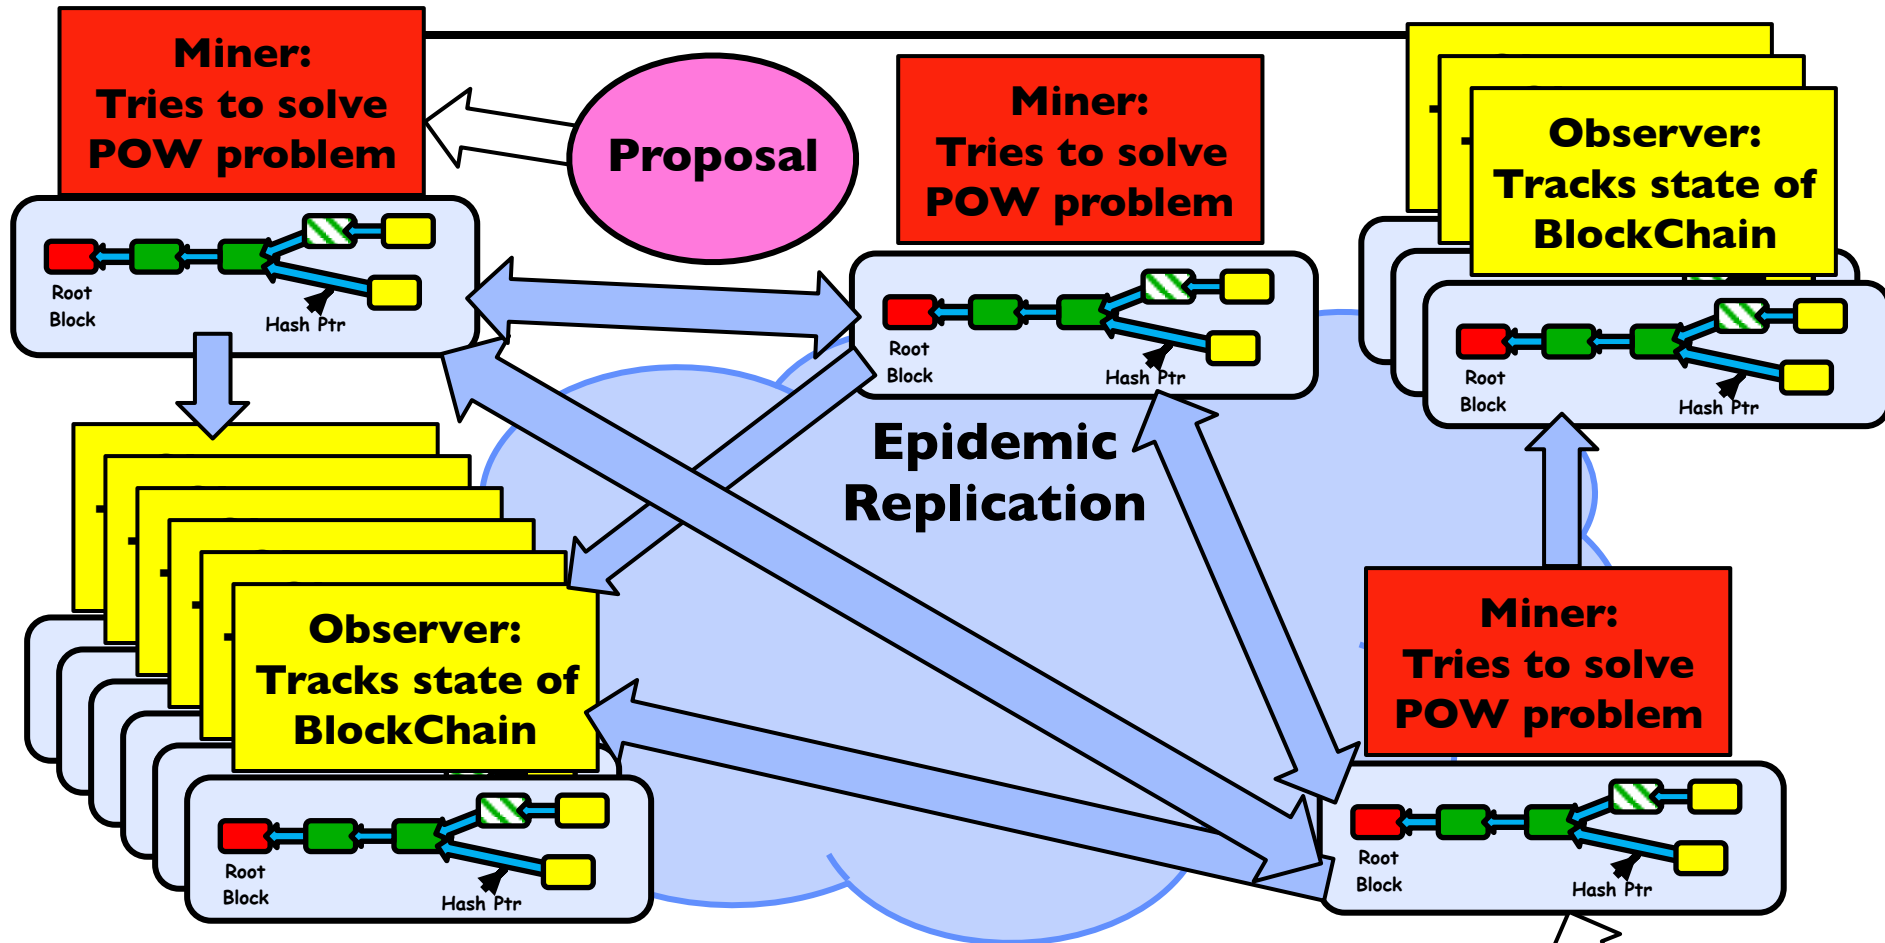 Miner:
Tries to solve
POW problem
Root
Block
Hash Ptr
Proposal
Miner:
Tries to solve
POW problem
Root
Block
Hash Ptr
Observer:
Tracks state of
BlockChain
Root
Block
Hash Ptr
Epidemic
Replication
Observer:
Tracks state of
BlockChain
Root
Block
Hash Ptr
Miner:
Tries to solve
POW problem
Root
Block
Hash Ptr